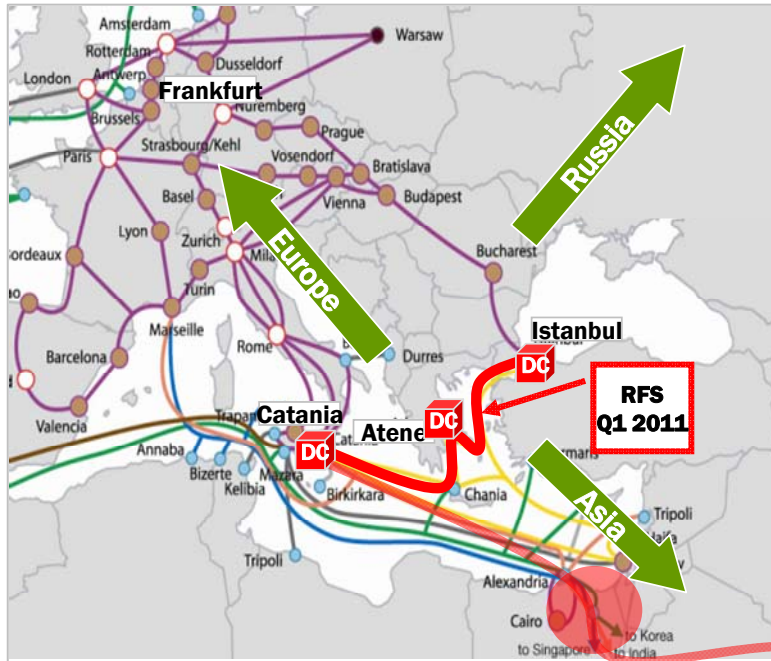 Amsterdam
Warsaw
Rotterdam
Dusseldorf
London
Antwerp
Frankfurt
Nuremberg
Brussels
Prague
Russia
Paris
Strasbourg/Kehl
Vosendorf
Bratislava
Basel
Vienna
Budapest
Lyon
Zurich
Europe
Bucharest
Turin
Marseille
Istanbul
DC
Rome
Durres
Barcelona
RFS
Q1 2011
Catania
Atene
DC
DC
Valencia
Annaba
Mazara
Bizerte
Chania
Kelibia
Birkirkara
Asia
Tripoli
Tripoli
Alexandria
Cairo
to Korea
to Singapore
to India